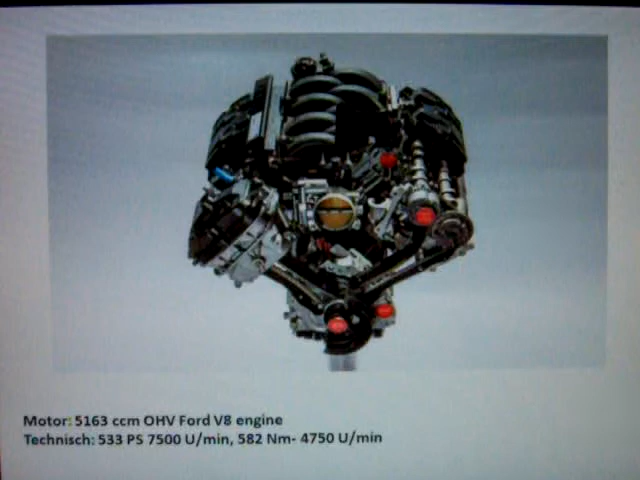 Motor: 5163 ccm OHV Ford V8 engine
Technisch: 533 PS 7500 U/min, 582 Nm- 4750 U/min